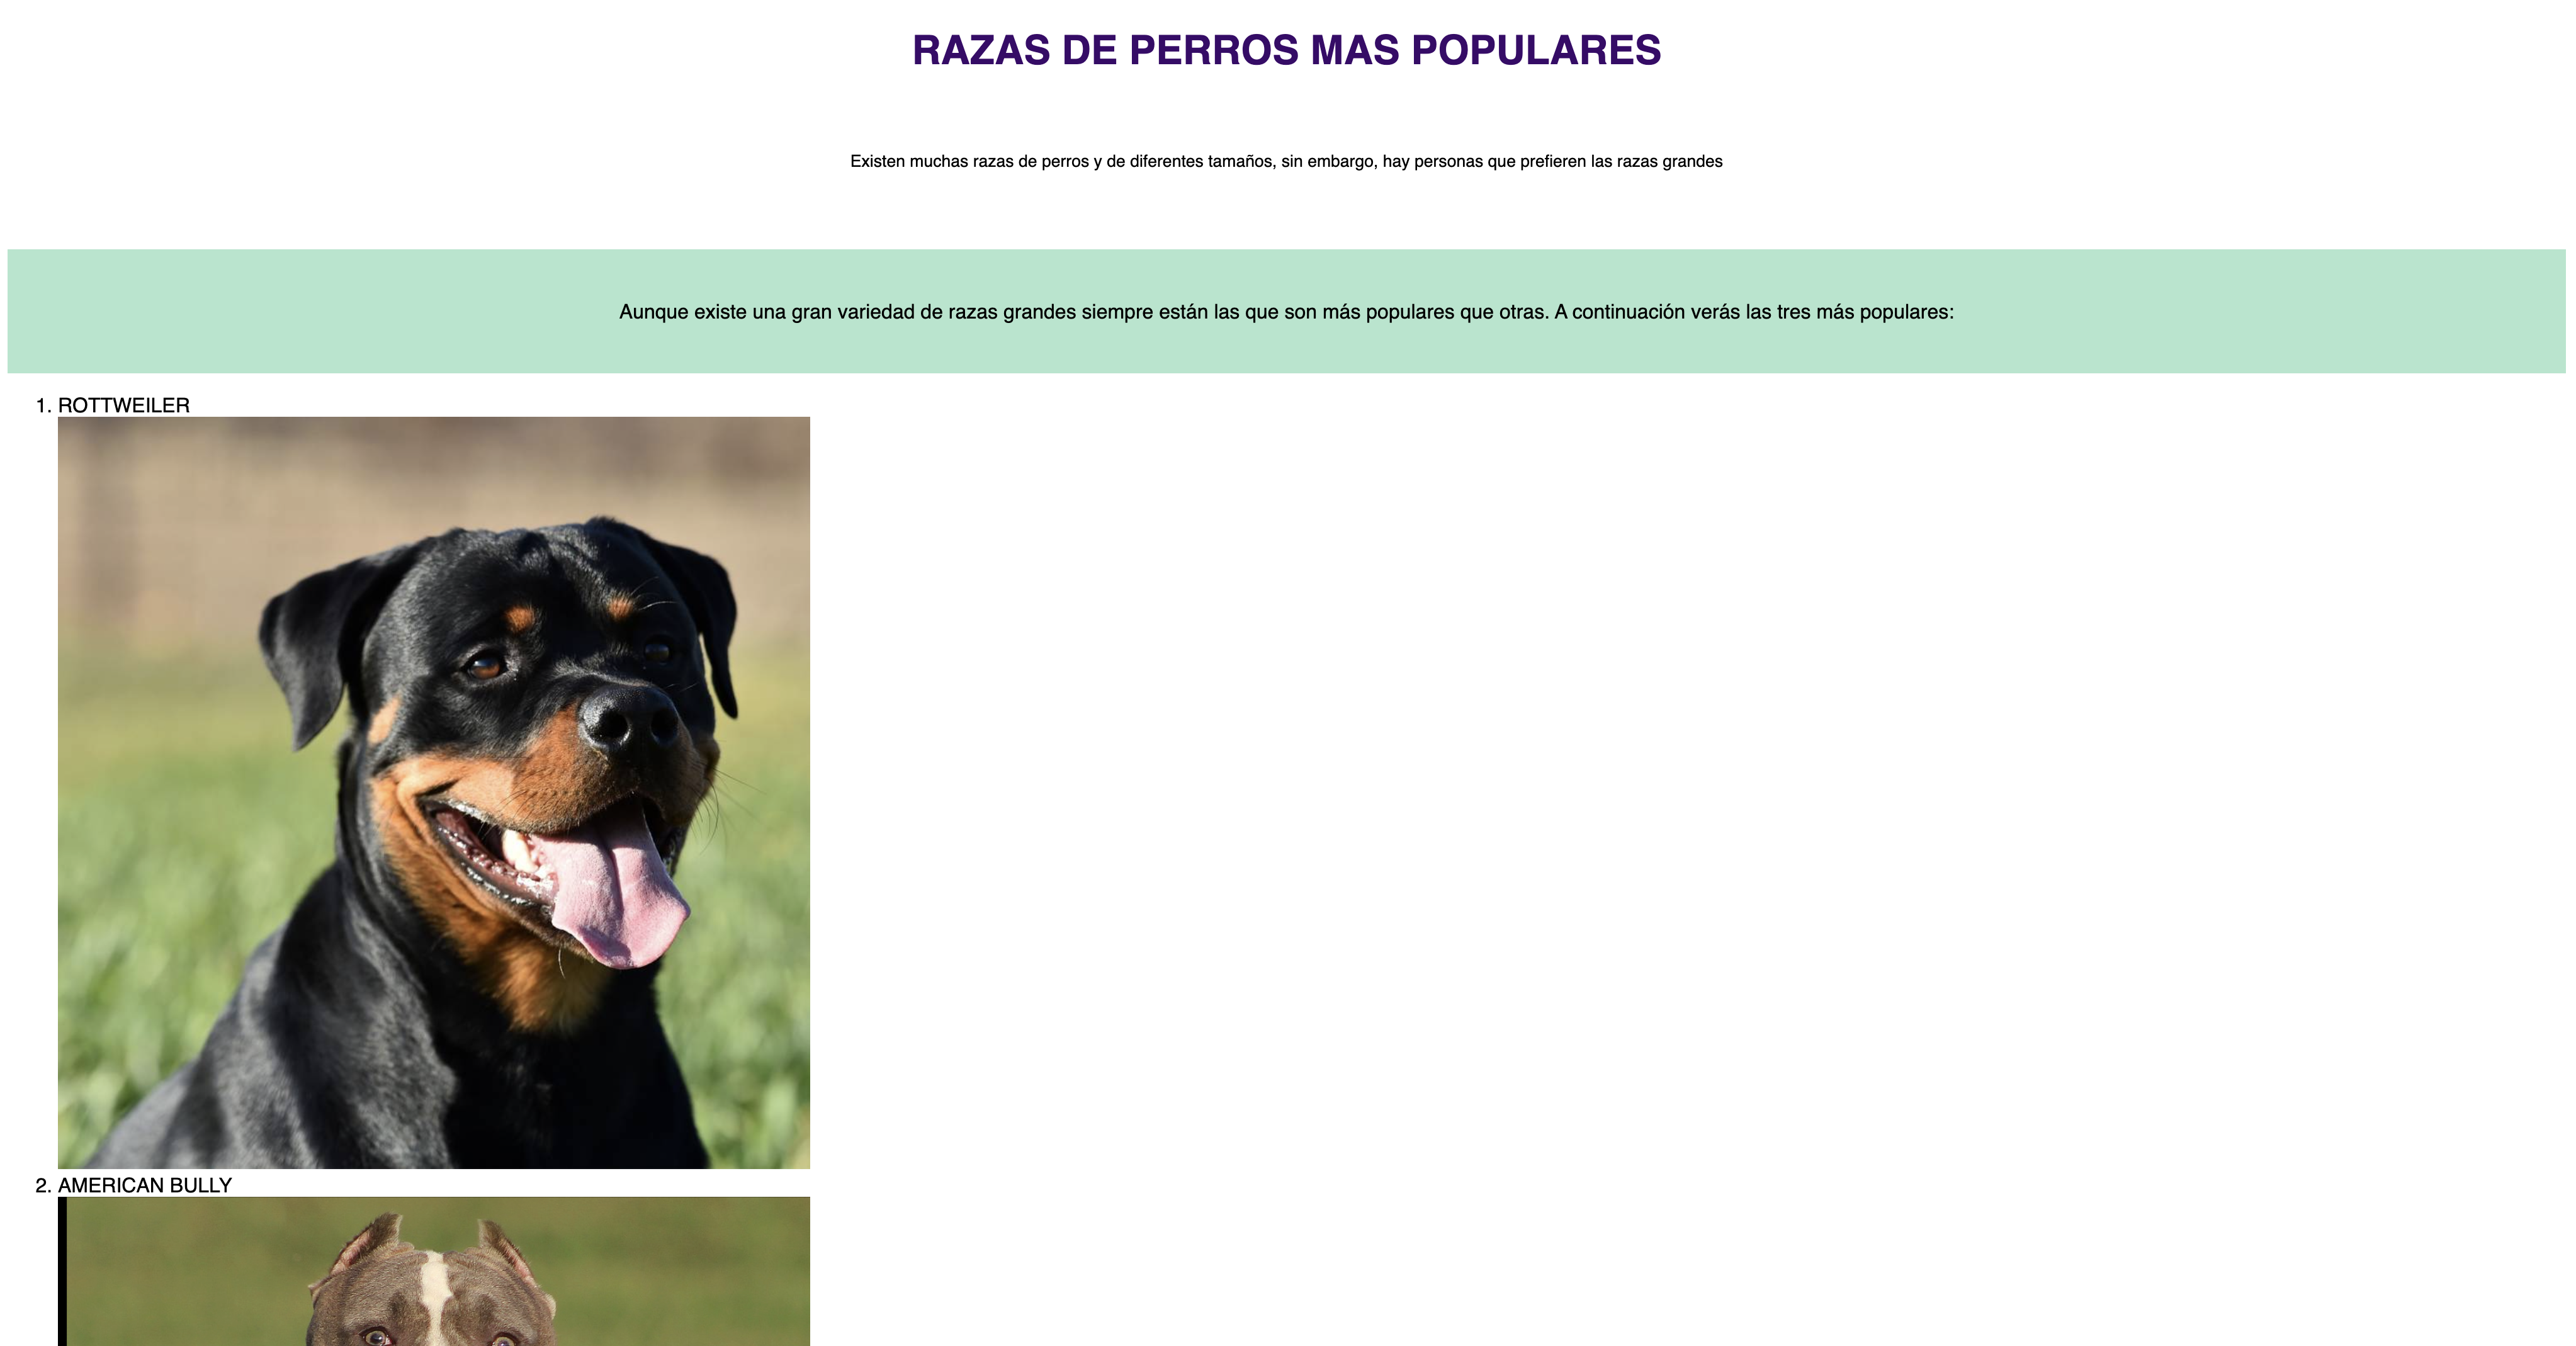 RAZAS DE PERROS MAS POPULARES
Existen muchas razas de perros y de diferentes tamaños, sin embargo, hay personas que prefieren las razas grandes
Aunque existe una gran variedad de razas grandes siempre están las que son más populares que otras. A continuación verás las tres más populares:
1. ROTTWEILER
2. AMERICAN BULLY